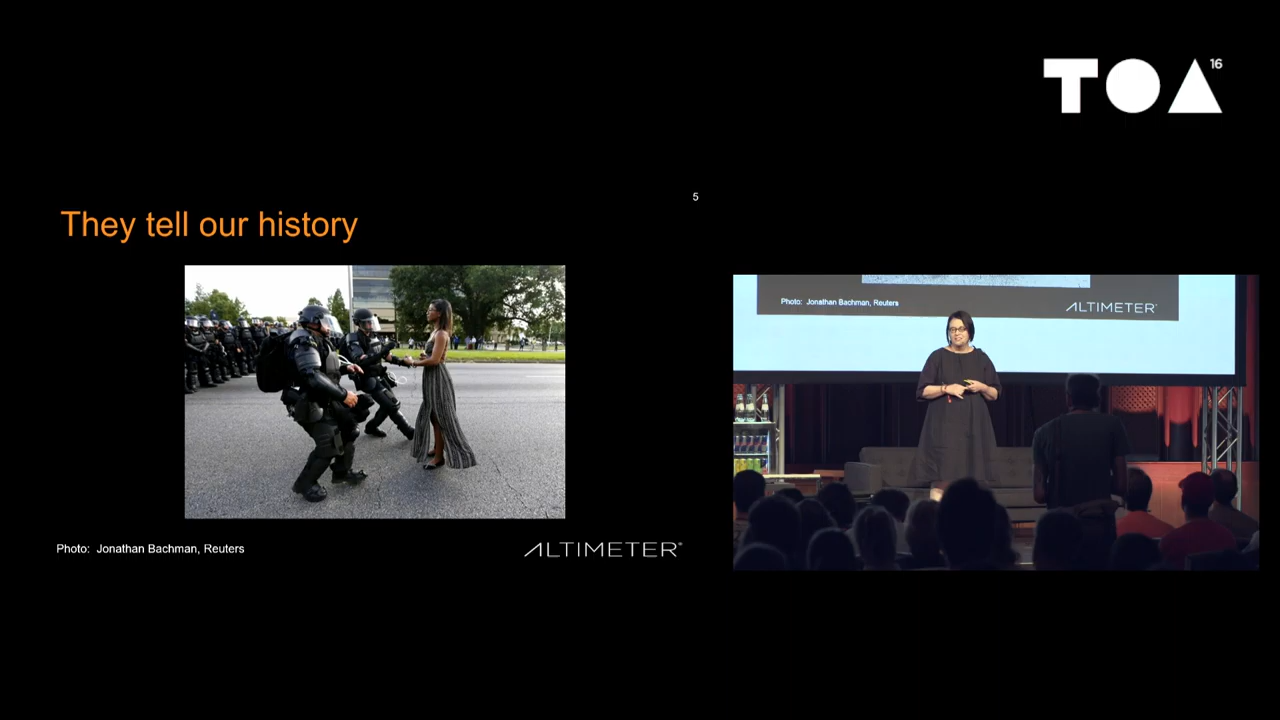 TOA16
5
They tell our history
Photo: Jonathan Bachman, Reuters
ALTIMETER®
Photo: Jonathan Bachman, Reuters
ALTIMETER®